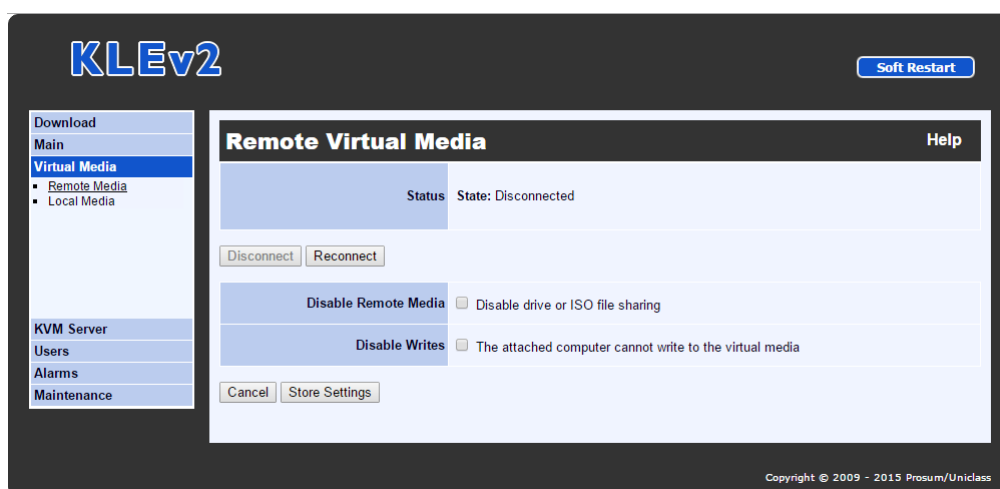 KLEv2
Soft Restart
Download
Main
Virtual Media
Remote Media
Local Media
KVM Server
Users
Alarms
Maintenance
Remote Virtual Media
Help
Status State: Disconnected
Disconnect Reconnect
Disable Remote Media Disable drive or ISO file sharing
Disable Writes The attached computer cannot write to the virtual media
Cancel Store Settings
Copyright © 2009 - 2015 Prosum/Uniclass